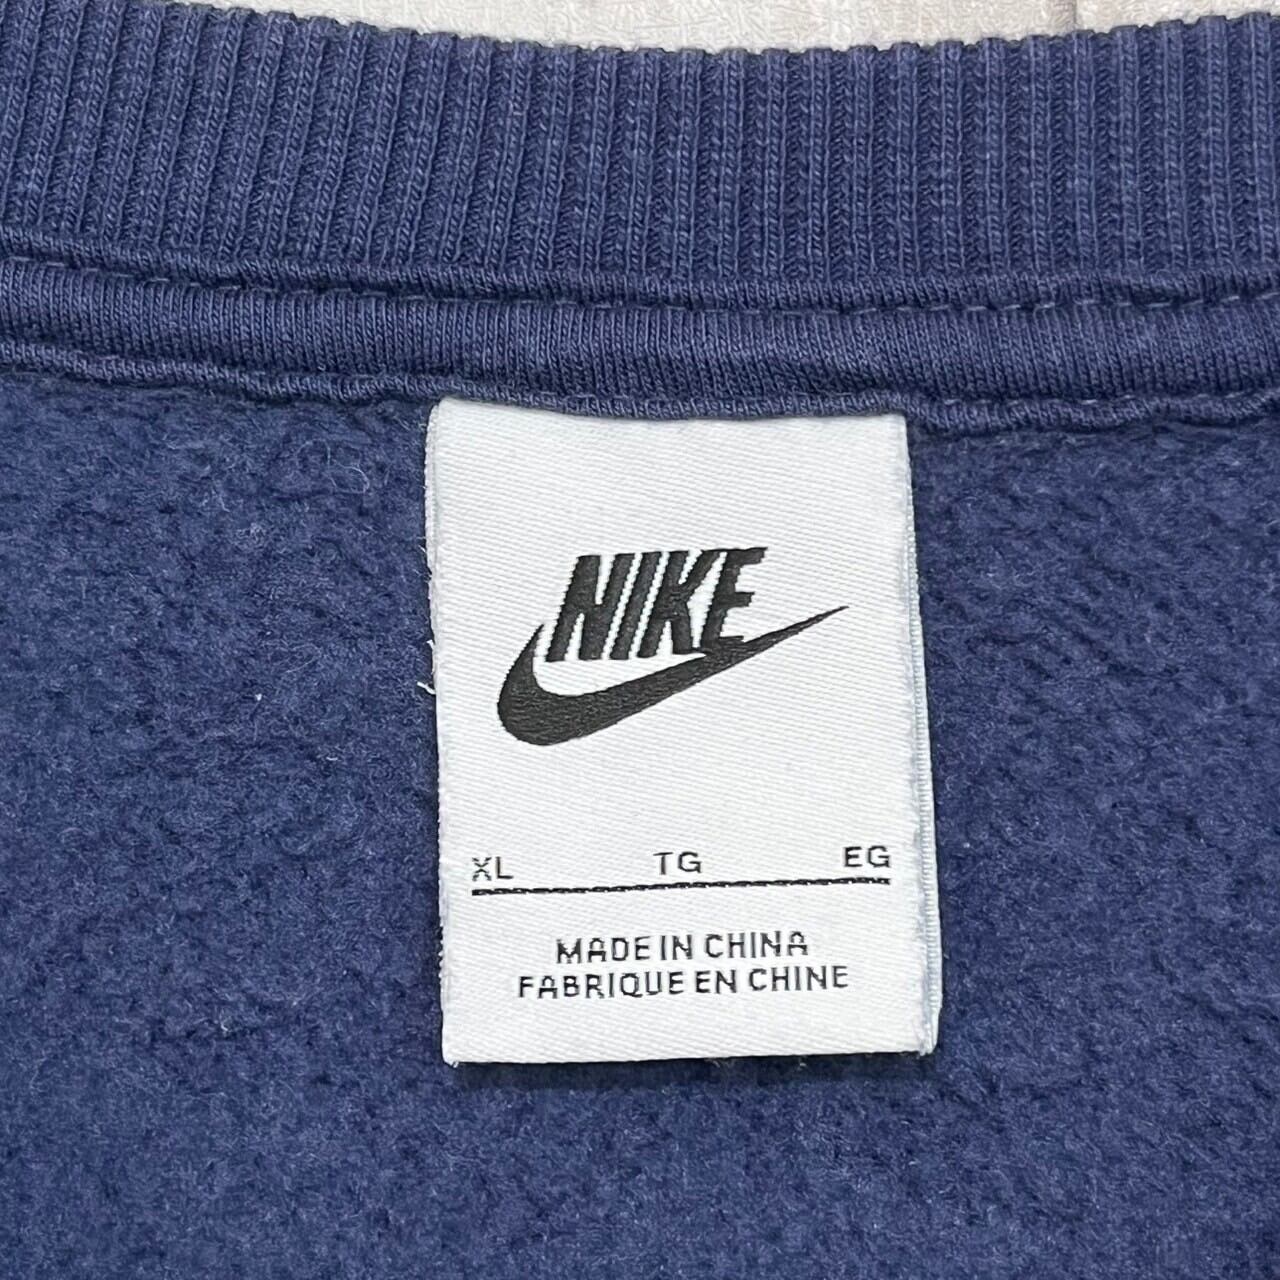 NIKE
XL TG EG
MADE IN CHINA
FABRIQUE EN CHINE